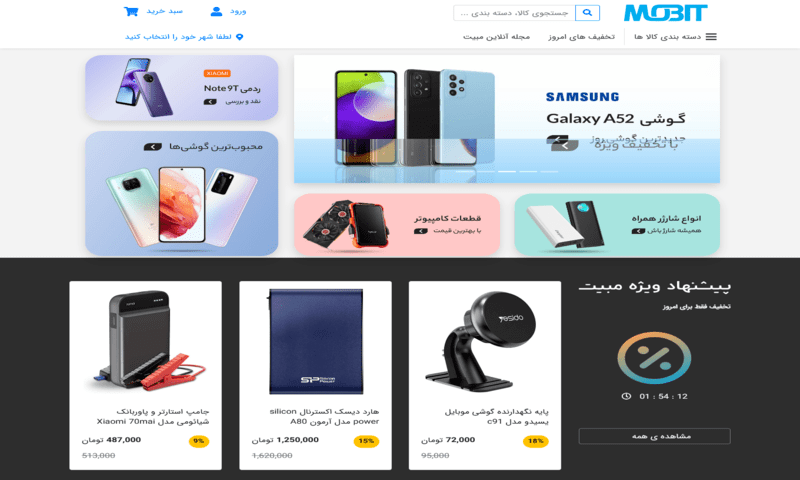 MOBIT
جستجوی کالا، دسته بندی ...
ورود
سبد خرید
دسته بندی کالا ها
تخفیف های امروز
مجله آنلاین مبیت
لطفا شهر خود را انتخاب کنید
SAMSUNG
گوشی Galaxy A52
جدیدترین گوشی روز
با تخفیف ویژه
XIAOMI
ردمی Note 9T
نقد و بررسی
محبوب‌ترین گوشی‌ها
انواع شارژر همراه
همیشه شارژ باش
قطعات کامپیوتر
با بهترین قیمت
پیشنهاد ویژه مبیت
تخفیف فقط برای امروز
01 : 54 : 12
مشاهده ی همه
yesido
پایه نگهدارنده گوشی موبایل
یسیدو مدل c91
18%
72,000 تومان
95,000
SP Silicon Power
هارد دیسک اکسترنال silicon
power مدل آرمون A80
15%
1,250,000 تومان
1,620,000
جامپ استارتر و پاوربانک
شیائومی مدل Xiaomi 70mai
9%
487,000 تومان
513,000